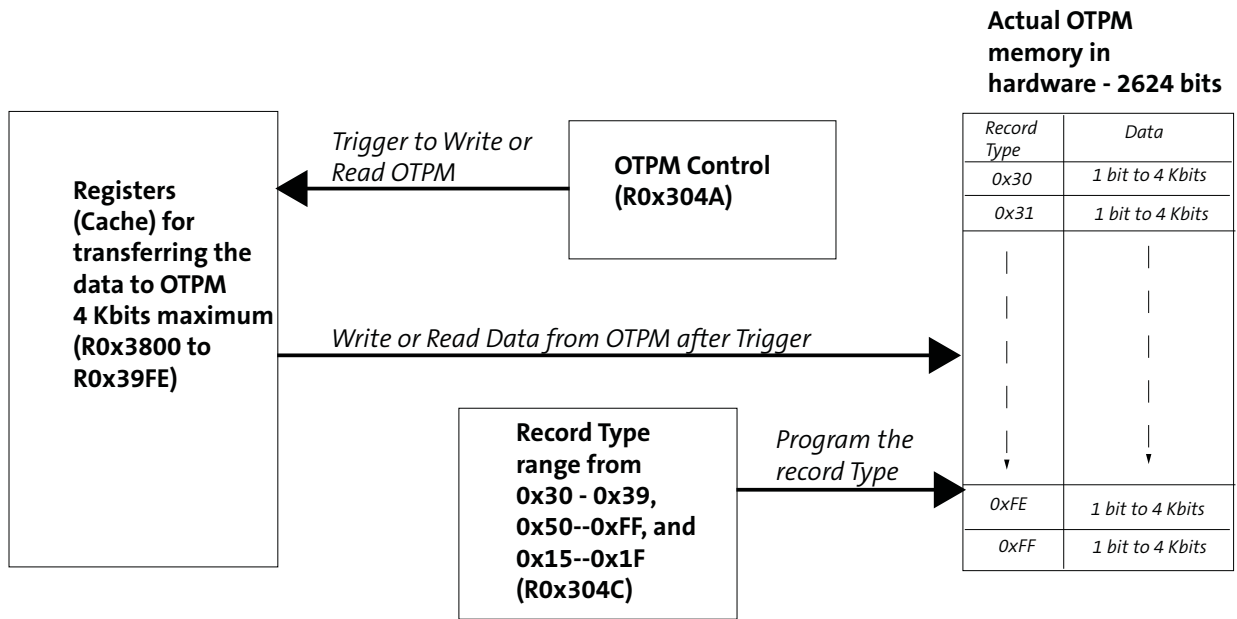 Actual OTPM
memory in
hardware - 2624 bits
Registers
(Cache) for
transferring the
data to OTPM
4 Kbits maximum
(R0x3800 to
R0x39FE)
Trigger to Write or
Read OTPM
OTPM Control
(R0x304A)
Write or Read Data from OTPM after Trigger
Record Type
range from
0x30 - 0x39,
0x50--0xFF, and
0x15--0x1F
(R0x304C)
Program the
record Type
Record
Type
Data
0x30 1 bit to 4 Kbits
0x31 1 bit to 4 Kbits
0xFE 1 bit to 4 Kbits
0xFF 1 bit to 4 Kbits